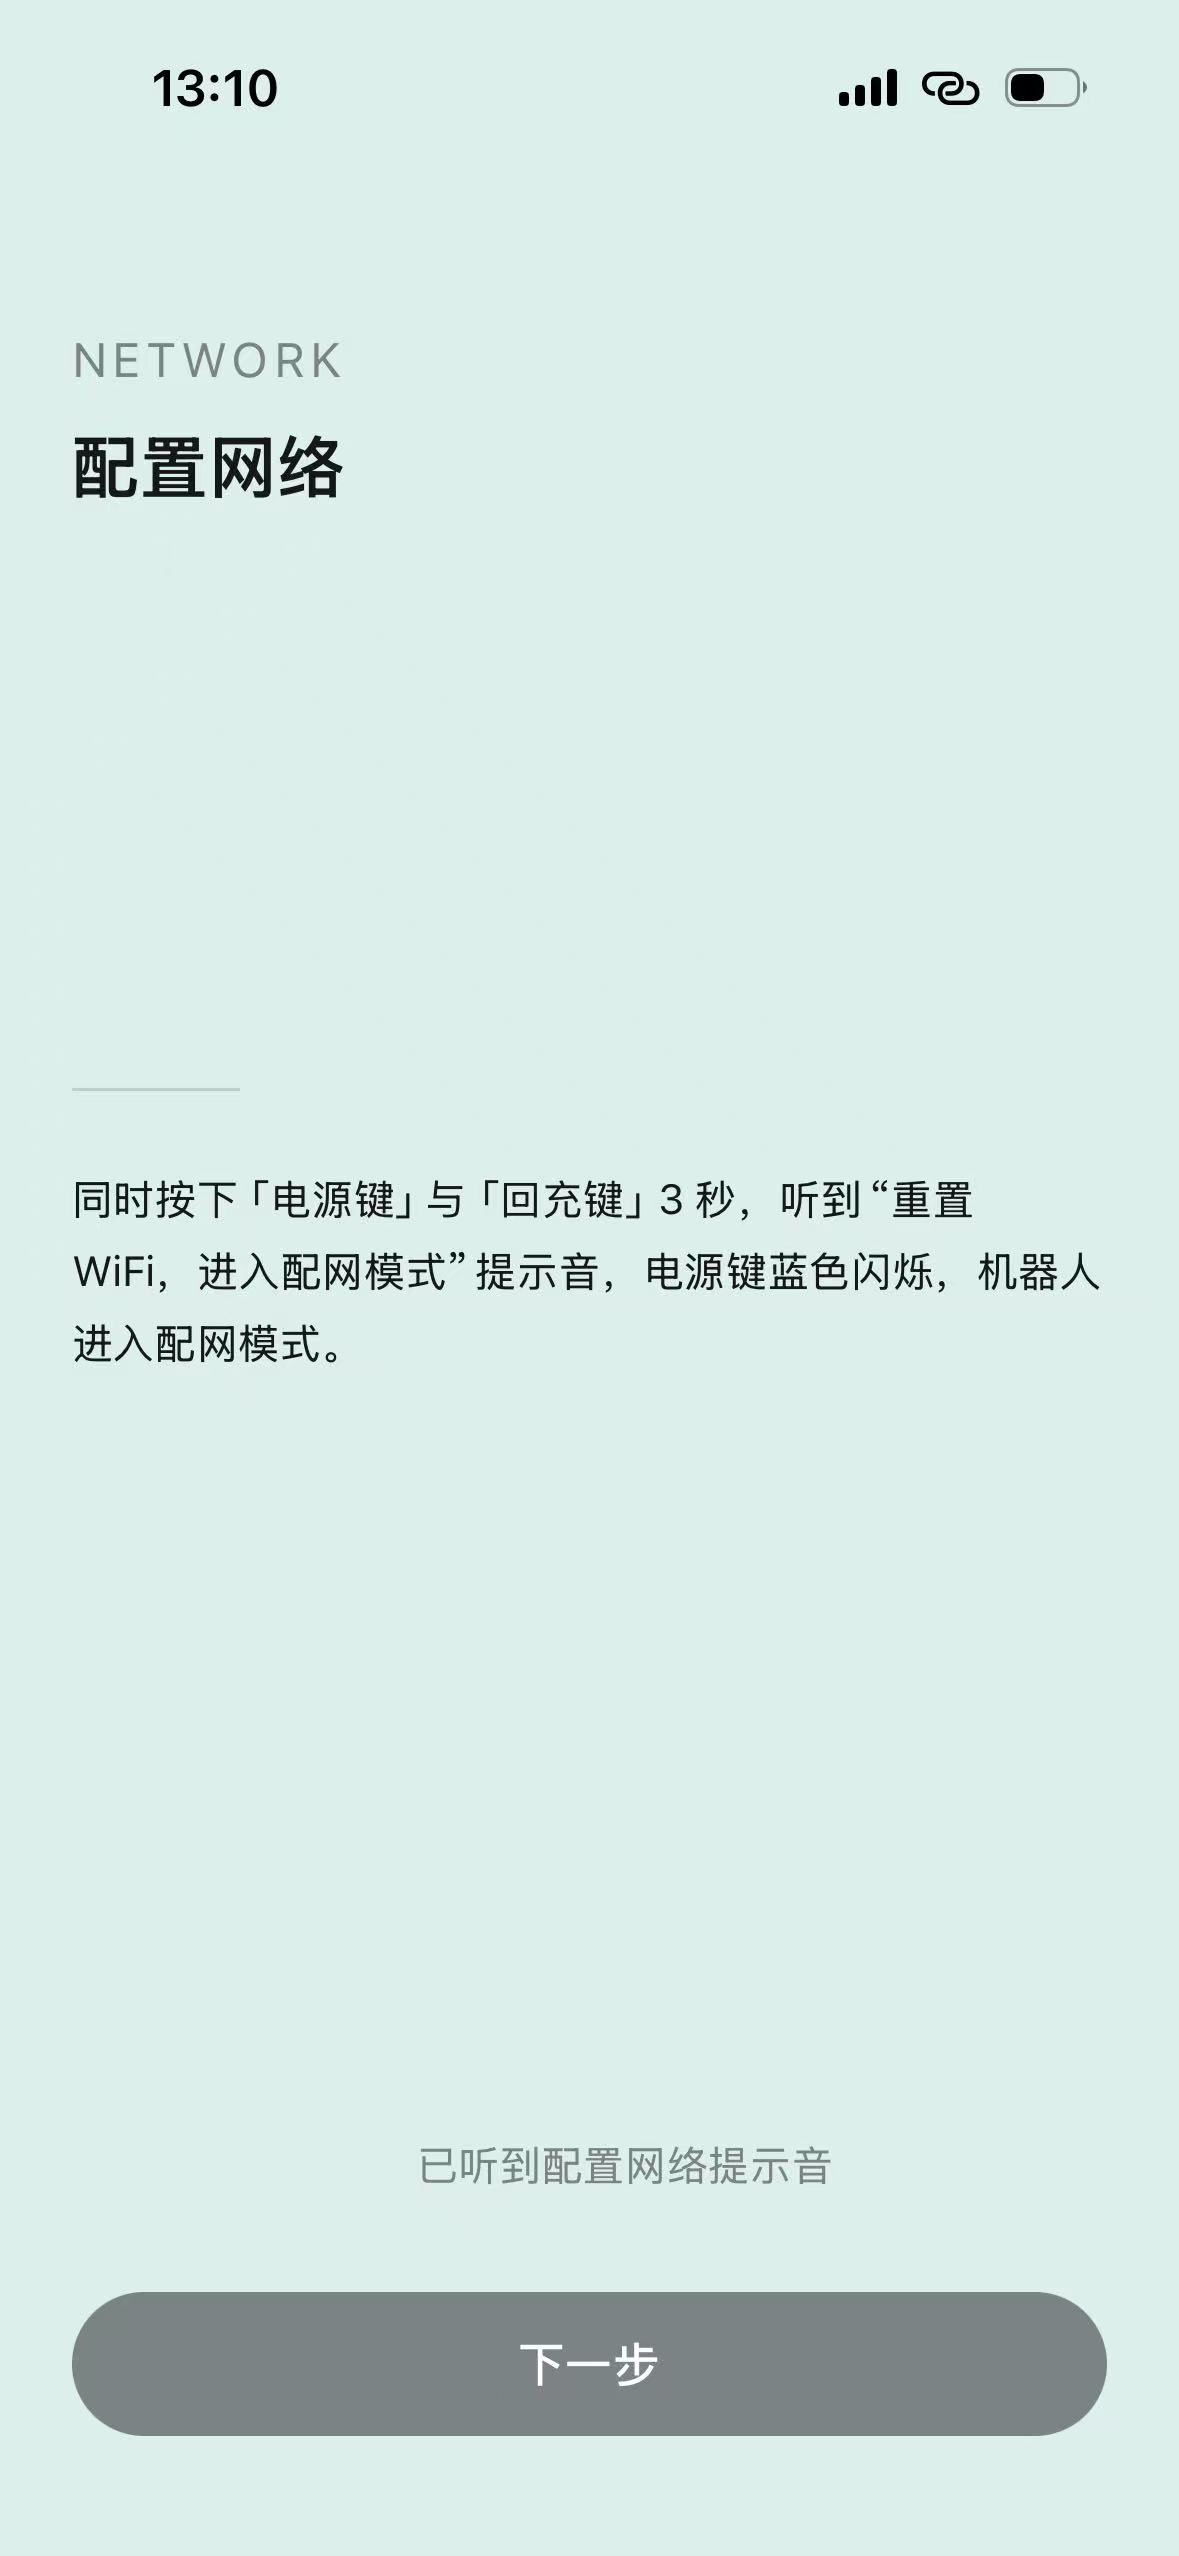 13:10
NETWORK
配置网络
同时按下「电源键」与「回充键」3 秒，听到 “重置
WiFi，进入配网模式” 提示音，电源键蓝色闪烁，机器人
进入配网模式。
已听到配置网络提示音
下一步